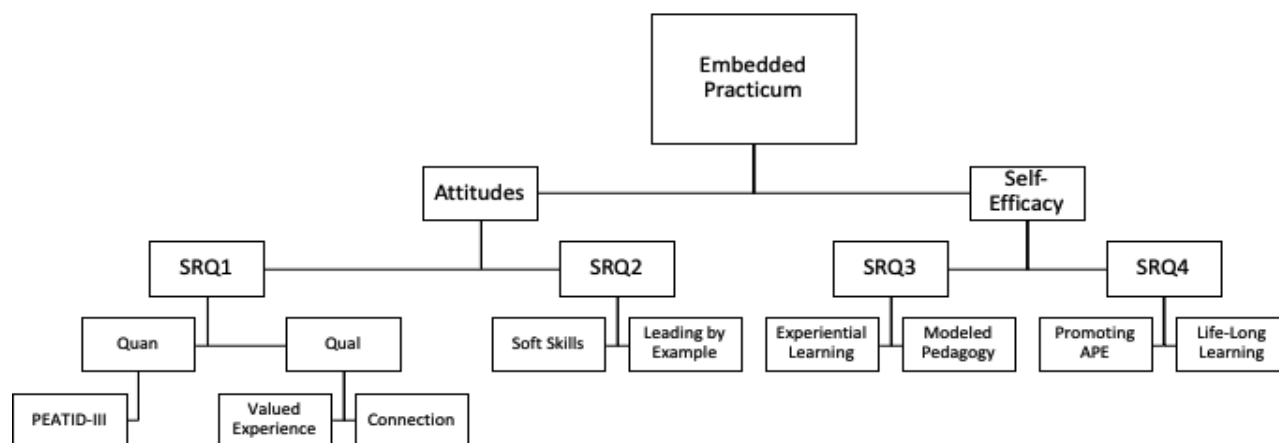 Embedded
Practicum
Attitudes
Self-
Efficacy
SRQ1
SRQ2
SRQ3
SRQ4
Quan
Qual
Soft Skills
Leading by
Example
Experiential
Learning
Modeled
Pedagogy
Promoting
APE
Life-Long
Learning
PEATID-III
Valued
Experience
Connection